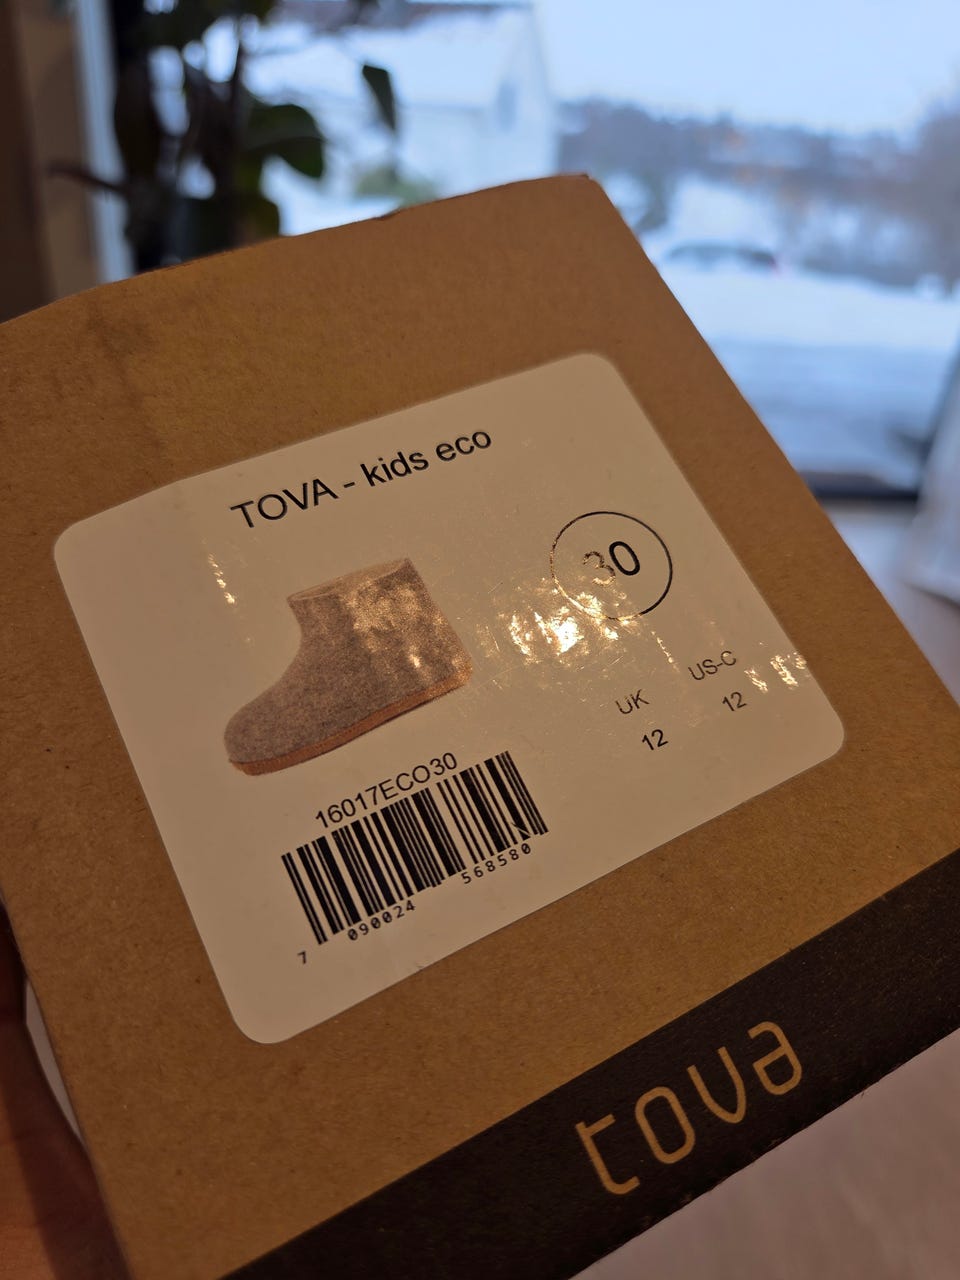 TOVA - kids eco
30
UK US-C
12 12
16017ECO30
7 090024 568580
tova